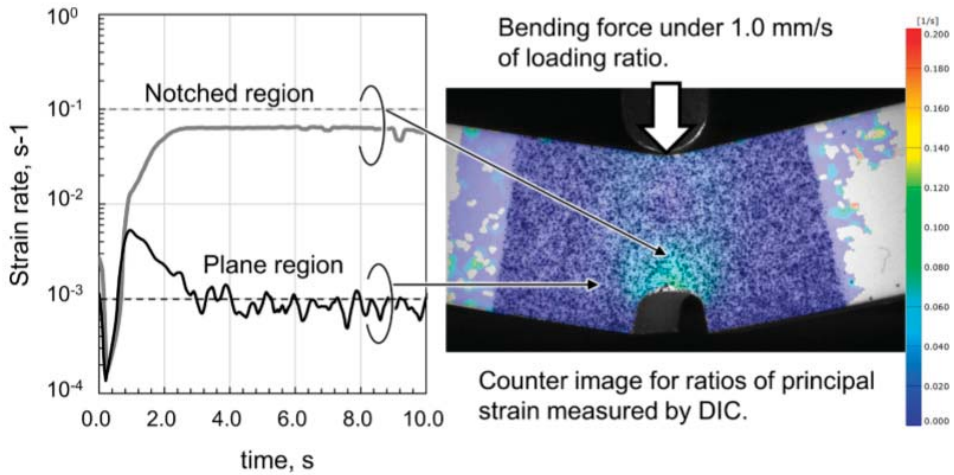 10⁰
10⁻¹
10⁻²
10⁻³
10⁻⁴
Strain rate, s-1
Notched region
Plane region
0.0 2.0 4.0 6.0 8.0 10.0
time, s
Bending force under 1.0 mm/s
of loading ratio.
Counter image for ratios of principal
strain measured by DIC.
[1/s]
0.200
0.180
0.160
0.140
0.120
0.100
0.080
0.060
0.040
0.020
0.000